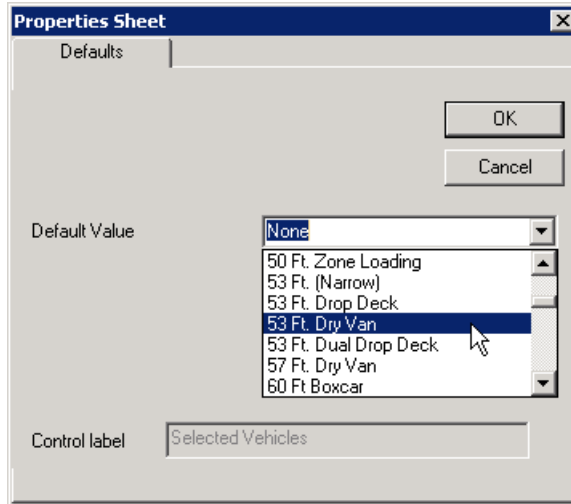 Properties Sheet
Defaults
OK
Cancel
Default Value
None
50 Ft. Zone Loading
53 Ft. (Narrow)
53 Ft. Drop Deck
53 Ft. Dry Van
53 Ft. Dual Drop Deck
57 Ft. Dry Van
60 Ft Boxcar
Control label
Selected Vehicles